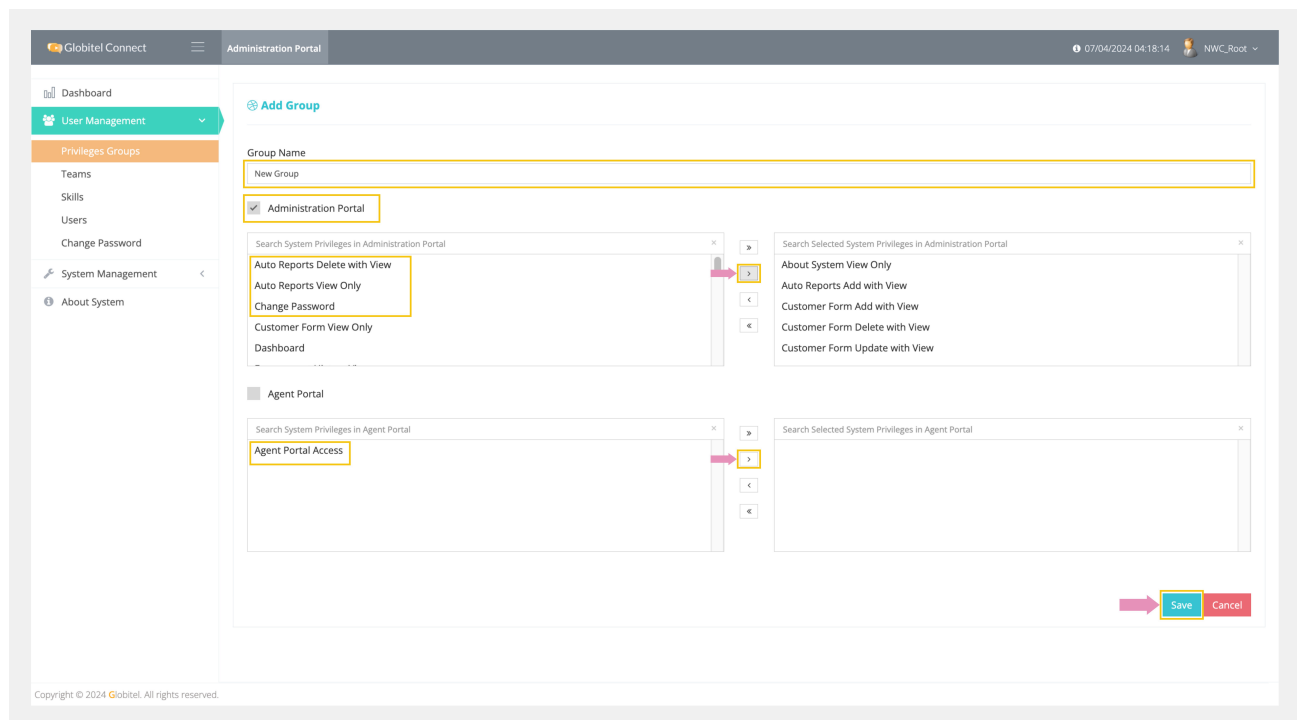 Globitel Connect
Administration Portal
07/04/2024 04:18:14
NWC_Root
Dashboard
User Management
Privileges Groups
Teams
Skills
Users
Change Password
System Management
About System
Add Group
Group Name
New Group
Administration Portal
Search System Privileges in Administration Portal
Auto Reports Delete with View
Auto Reports View Only
Change Password
Customer Form View Only
Dashboard
Search Selected System Privileges in Administration Portal
About System View Only
Auto Reports Add with View
Customer Form Add with View
Customer Form Delete with View
Customer Form Update with View
Agent Portal
Search System Privileges in Agent Portal
Agent Portal Access
Search Selected System Privileges in Agent Portal
Save
Cancel
Copyright © 2024 Globitel. All rights reserved.